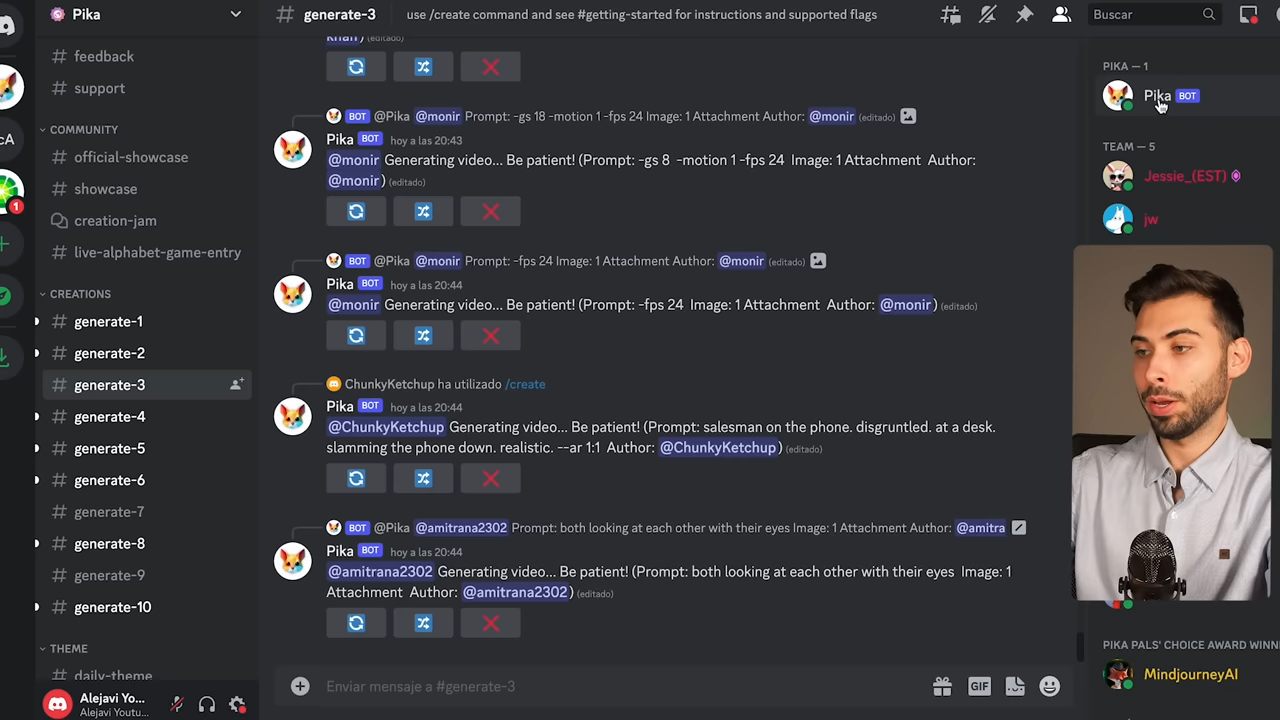 Pika
feedback
support
COMMUNITY
official-showcase
showcase
creation-jam
live-alphabet-game-entry
CREATIONS
generate-1
generate-2
generate-3
generate-4
generate-5
generate-6
generate-7
generate-8
generate-9
generate-10
THEME
daily-theme
Alejavi Yo...
Alejavi Youtu...
cA
1
# generate-3 use /create command and see #getting-started for instructions and supported flags
Buscar
khan) (editado)
BOT @Pika @monir Prompt: -gs 18 -motion 1 -fps 24 Image: 1 Attachment Author: @monir (editado)
Pika BOT hoy a las 20:43
@monir Generating video... Be patient! (Prompt: -gs 8 -motion 1 -fps 24 Image: 1 Attachment Author:
@monir) (editado)
BOT @Pika @monir Prompt: -fps 24 Image: 1 Attachment Author: @monir (editado)
Pika BOT hoy a las 20:44
@monir Generating video... Be patient! (Prompt: -fps 24 Image: 1 Attachment Author: @monir) (editado)
ChunkyKetchup ha utilizado /create
Pika BOT hoy a las 20:44
@ChunkyKetchup Generating video... Be patient! (Prompt: salesman on the phone. disgruntled. at a desk.
slamming the phone down. realistic. --ar 1:1 Author: @ChunkyKetchup) (editado)
BOT @Pika @amitrana2302 Prompt: both looking at each other with their eyes Image: 1 Attachment Author: @amitra
Pika BOT hoy a las 20:44
@amitrana2302 Generating video... Be patient! (Prompt: both looking at each other with their eyes Image: 1
Attachment Author: @amitrana2302) (editado)
Enviar mensaje a #generate-3
GIF
PIKA — 1
Pika BOT
TEAM — 5
Jessie_(EST)
jw
PIKA PALS' CHOICE AWARD WINN
MindjourneyAI